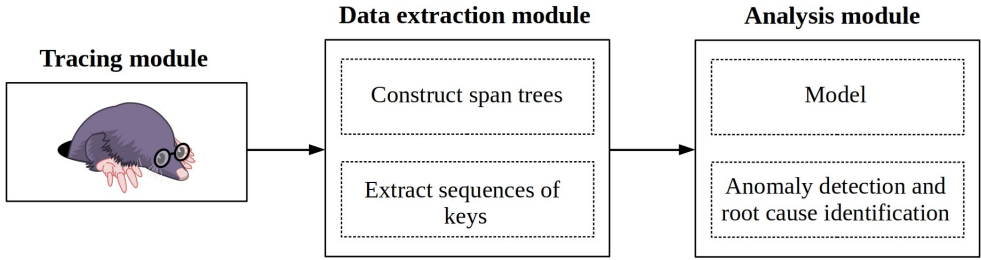 Tracing module
Data extraction module
Construct span trees
Extract sequences of
keys
Analysis module
Model
Anomaly detection and
root cause identification